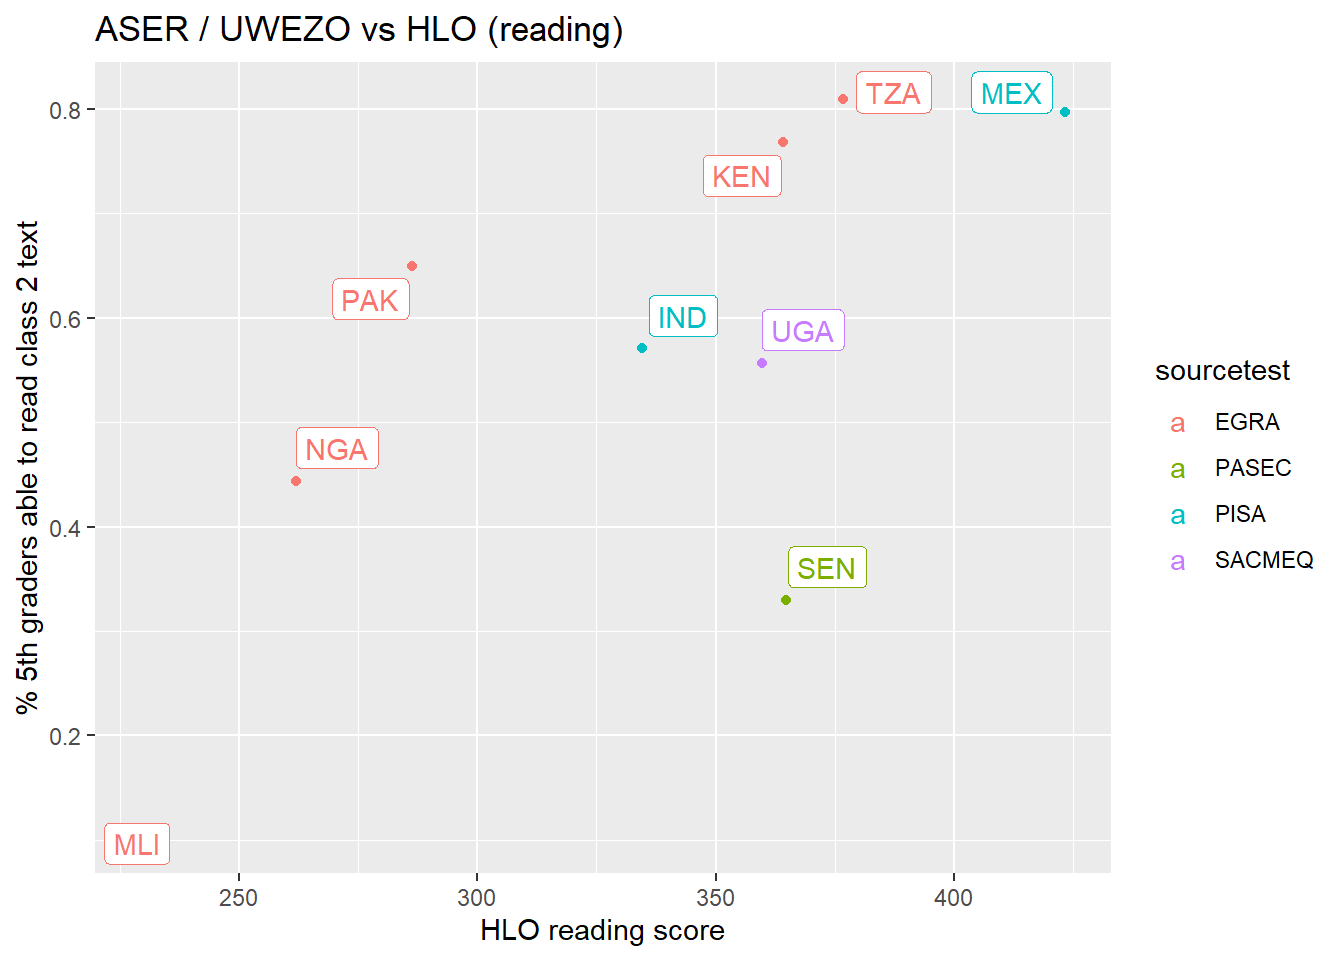 ASER / UWEZO vs HLO (reading)
% 5th graders able to read class 2 text
0.8
0.6
0.4
0.2
TZA
MEX
KEN
PAK
IND
UGA
NGA
SEN
MLI
250
300
350
400
HLO reading score
sourcetest
a EGRA
a PASEC
a PISA
a SACMEQ